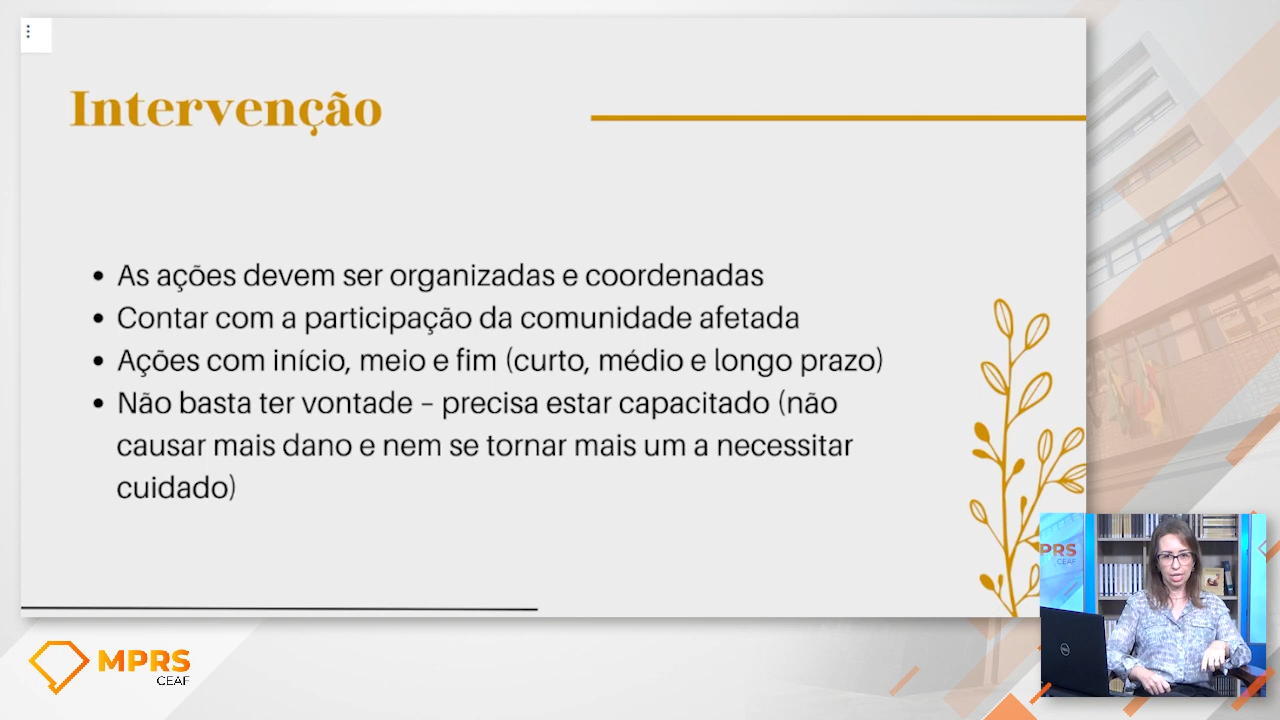 Intervenção
• As ações devem ser organizadas e coordenadas
• Contar com a participação da comunidade afetada
• Ações com início, meio e fim (curto, médio e longo prazo)
• Não basta ter vontade – precisa estar capacitado (não
causar mais dano e nem se tornar mais um a necessitar
cuidado)
PRS
CEAF
DELL
MPRS
CEAF